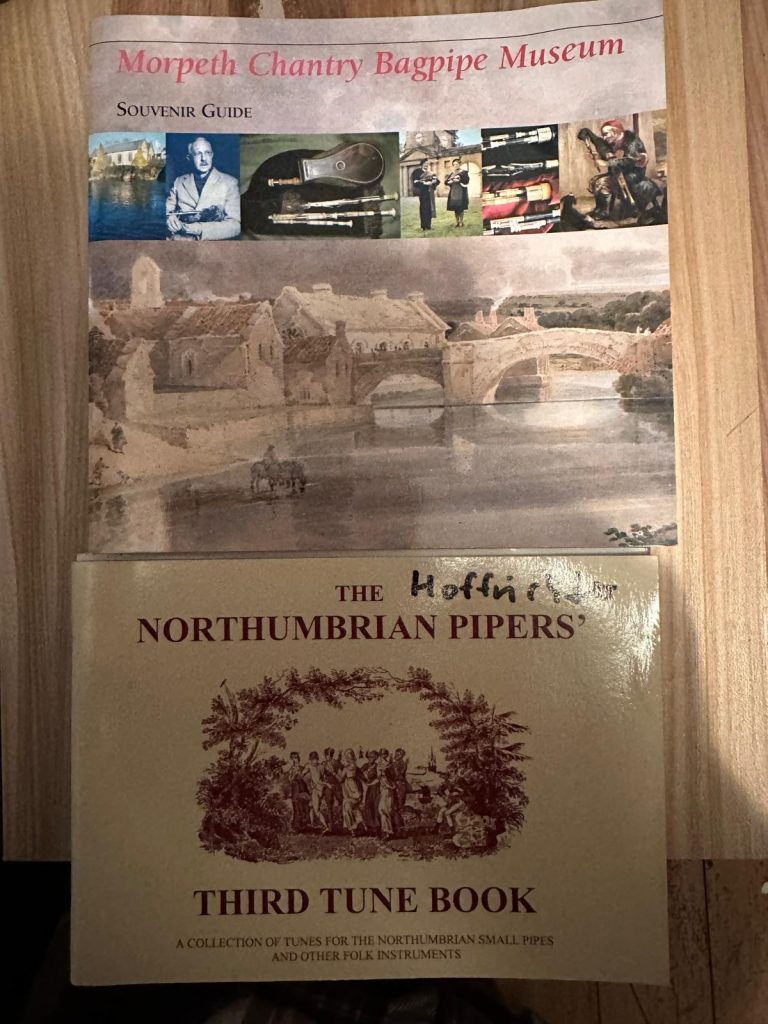 Morpeth Chantry Bagpipe Museum
SOUVENIR GUIDE
THE
NORTHUMBRIAN PIPERS'
THIRD TUNE BOOK
A COLLECTION OF TUNES FOR THE NORTHUMBRIAN SMALL PIPES
AND OTHER FOLK INSTRUMENTS